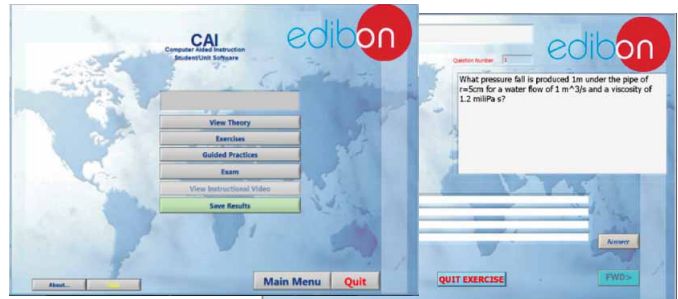 CAI
Computer Aided Instruction
Student/Unit Software
edibon
View Theory
Exercises
Guided Practices
Exam
View Instructional Video
Save Results
About...
Main Menu
Quit
edibon
Question Number 1
What pressure fall is produced 1m under the pipe of
r=5cm for a water flow of 1 m^3/s and a viscosity of
1.2 miliPa s?
Answer
QUIT EXERCISE
FWD>